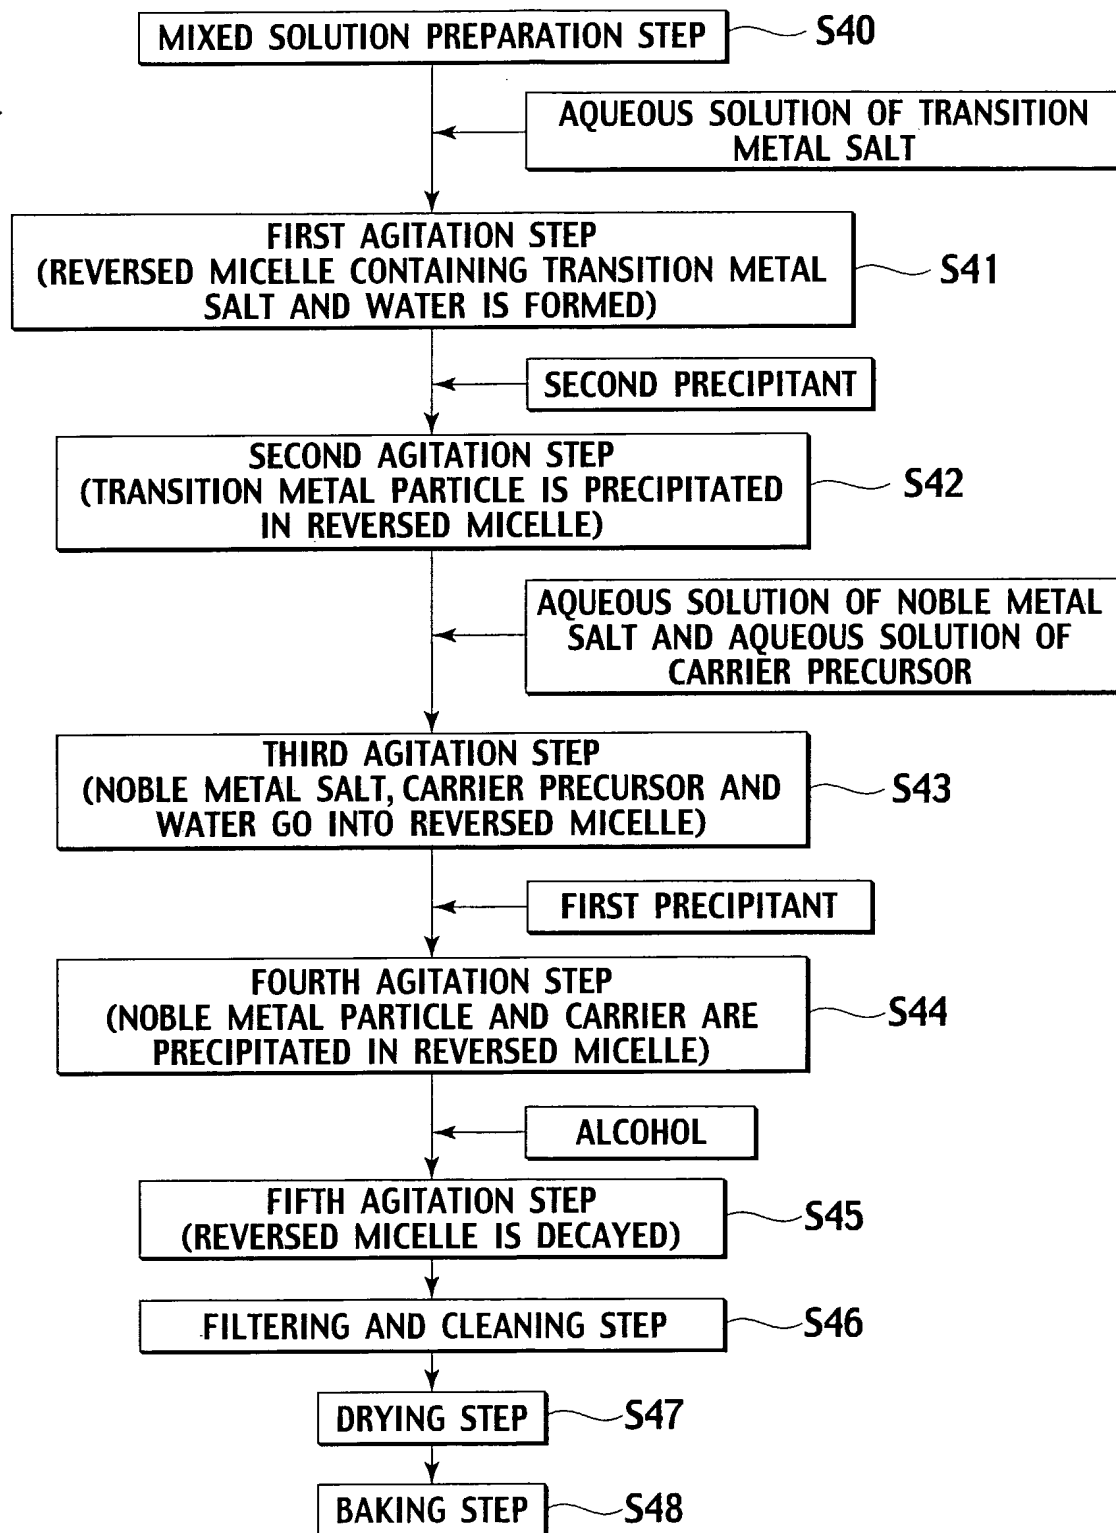 MIXED SOLUTION PREPARATION STEP
S40
AQUEOUS SOLUTION OF TRANSITION
METAL SALT
FIRST AGITATION STEP
(REVERSED MICELLE CONTAINING TRANSITION METAL
SALT AND WATER IS FORMED)
S41
SECOND PRECIPITANT
SECOND AGITATION STEP
(TRANSITION METAL PARTICLE IS PRECIPITATED
IN REVERSED MICELLE)
S42
AQUEOUS SOLUTION OF NOBLE METAL
SALT AND AQUEOUS SOLUTION OF
CARRIER PRECURSOR
THIRD AGITATION STEP
(NOBLE METAL SALT, CARRIER PRECURSOR AND
WATER GO INTO REVERSED MICELLE)
S43
FIRST PRECIPITANT
FOURTH AGITATION STEP
(NOBLE METAL PARTICLE AND CARRIER ARE
PRECIPITATED IN REVERSED MICELLE)
S44
ALCOHOL
FIFTH AGITATION STEP
(REVERSED MICELLE IS DECAYED)
S45
FILTERING AND CLEANING STEP
S46
DRYING STEP
S47
BAKING STEP
S48